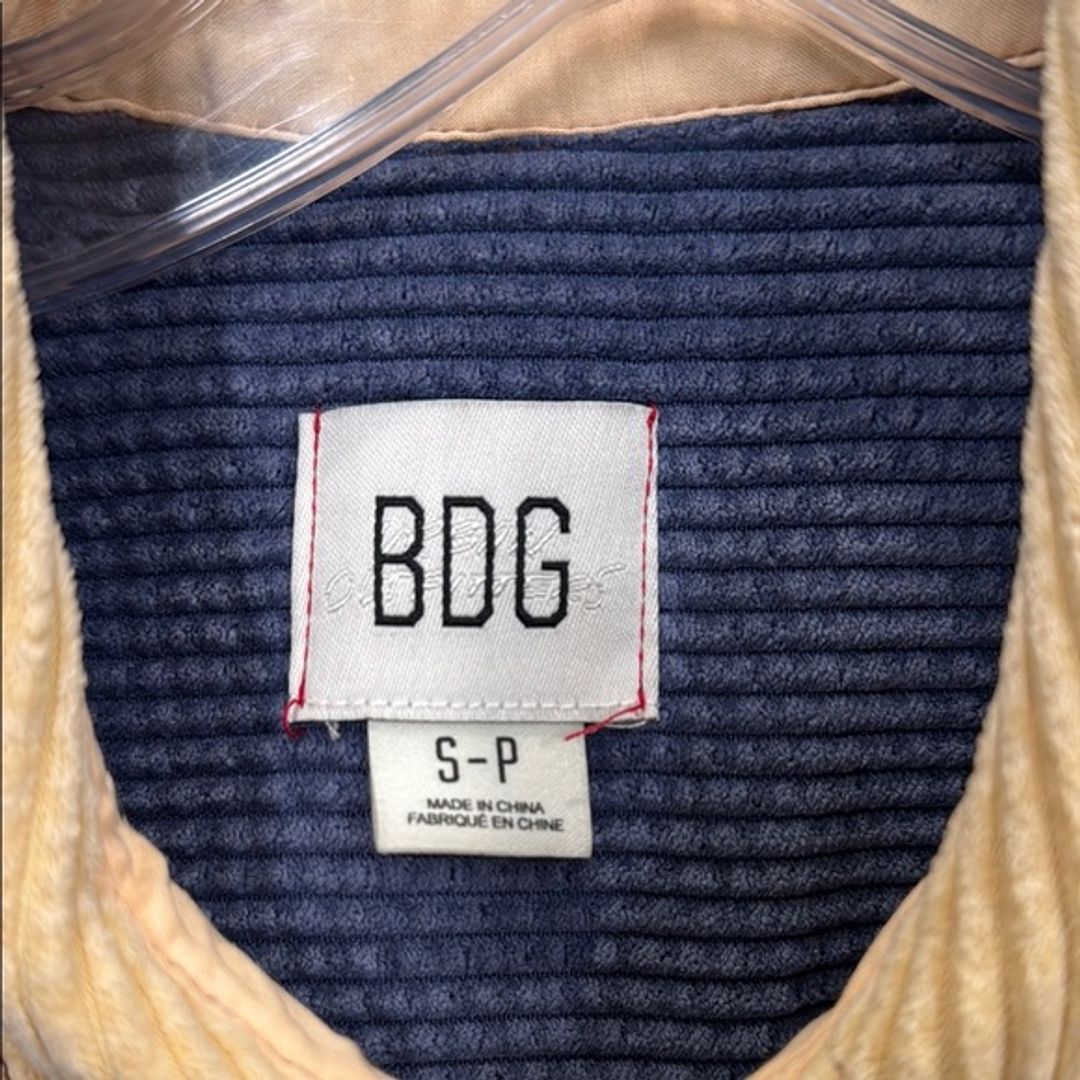 BDG
S-P
MADE IN CHINA
FABRIQUÉ EN CHINE